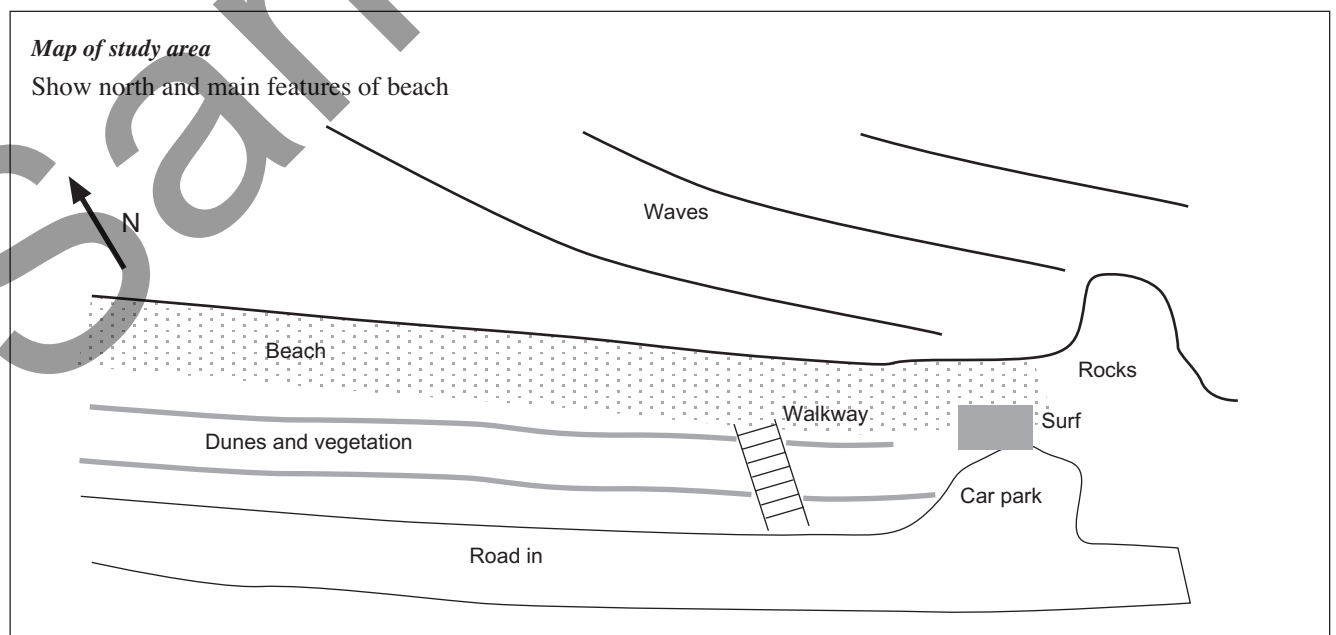 Map of study area
Show north and main features of beach
N
Waves
Beach
Rocks
Walkway
Surf
Dunes and vegetation
Car park
Road in